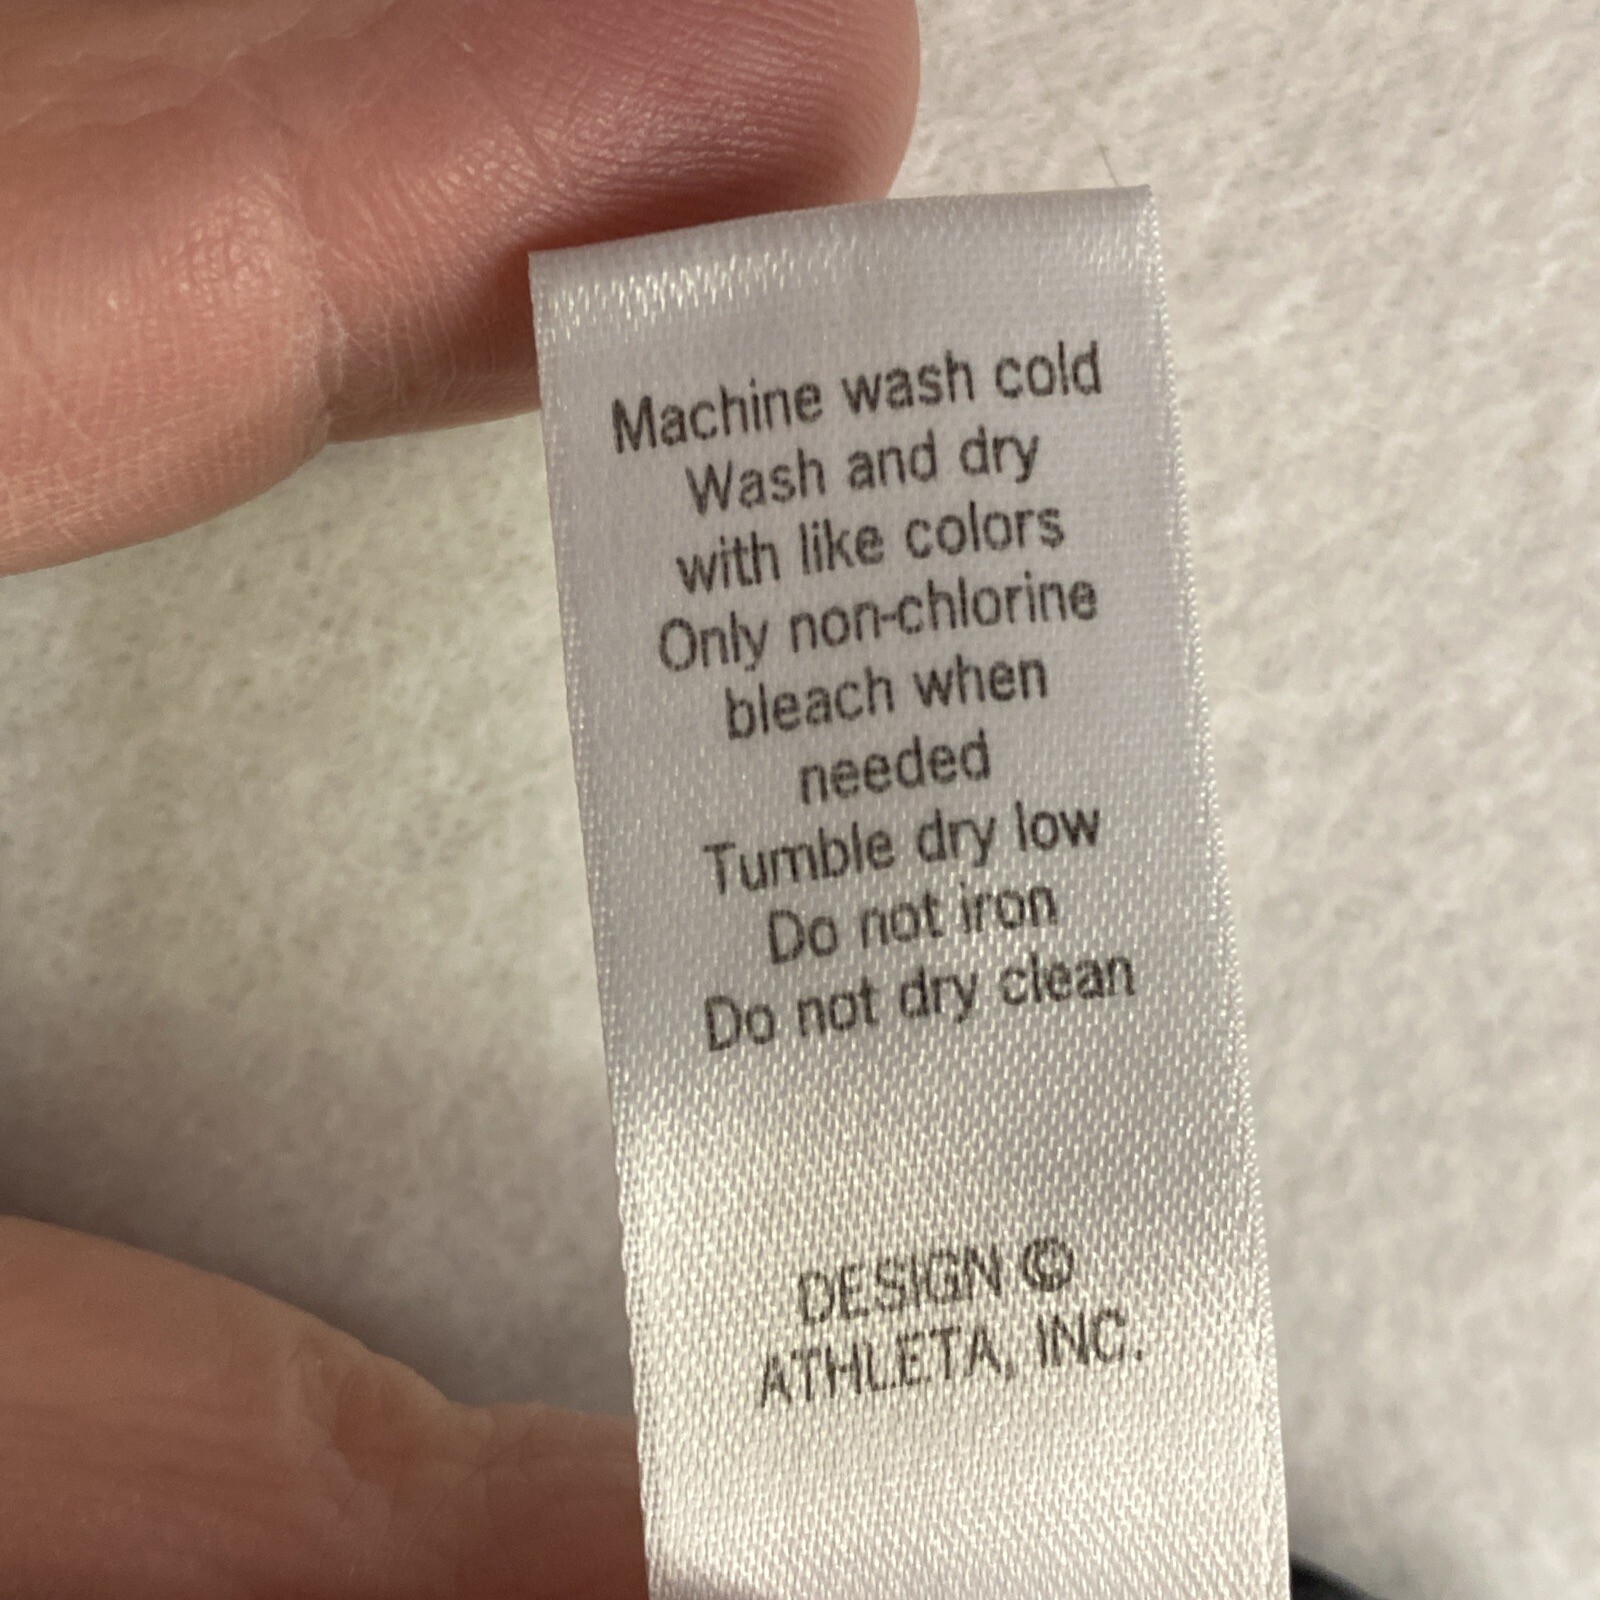 Machine wash cold
Wash and dry
with like colors
Only non-chlorine
bleach when
needed
Tumble dry low
Do not iron
Do not dry clean
DESIGN ©
ATHLETA, INC.